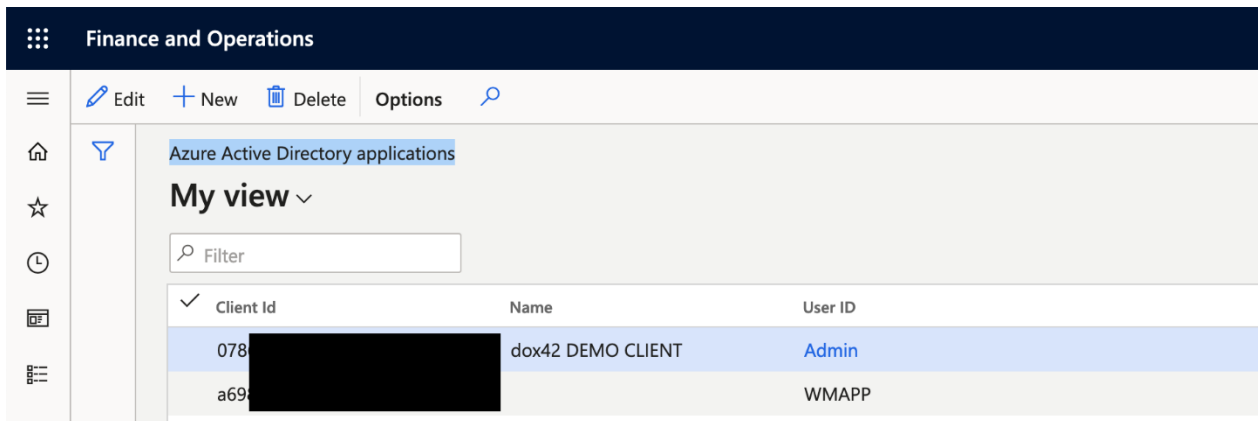 Finance and Operations
Edit New Delete Options
Azure Active Directory applications
My view
Filter
Client Id Name User ID
078 dox42 DEMO CLIENT Admin
a698 WMAPP